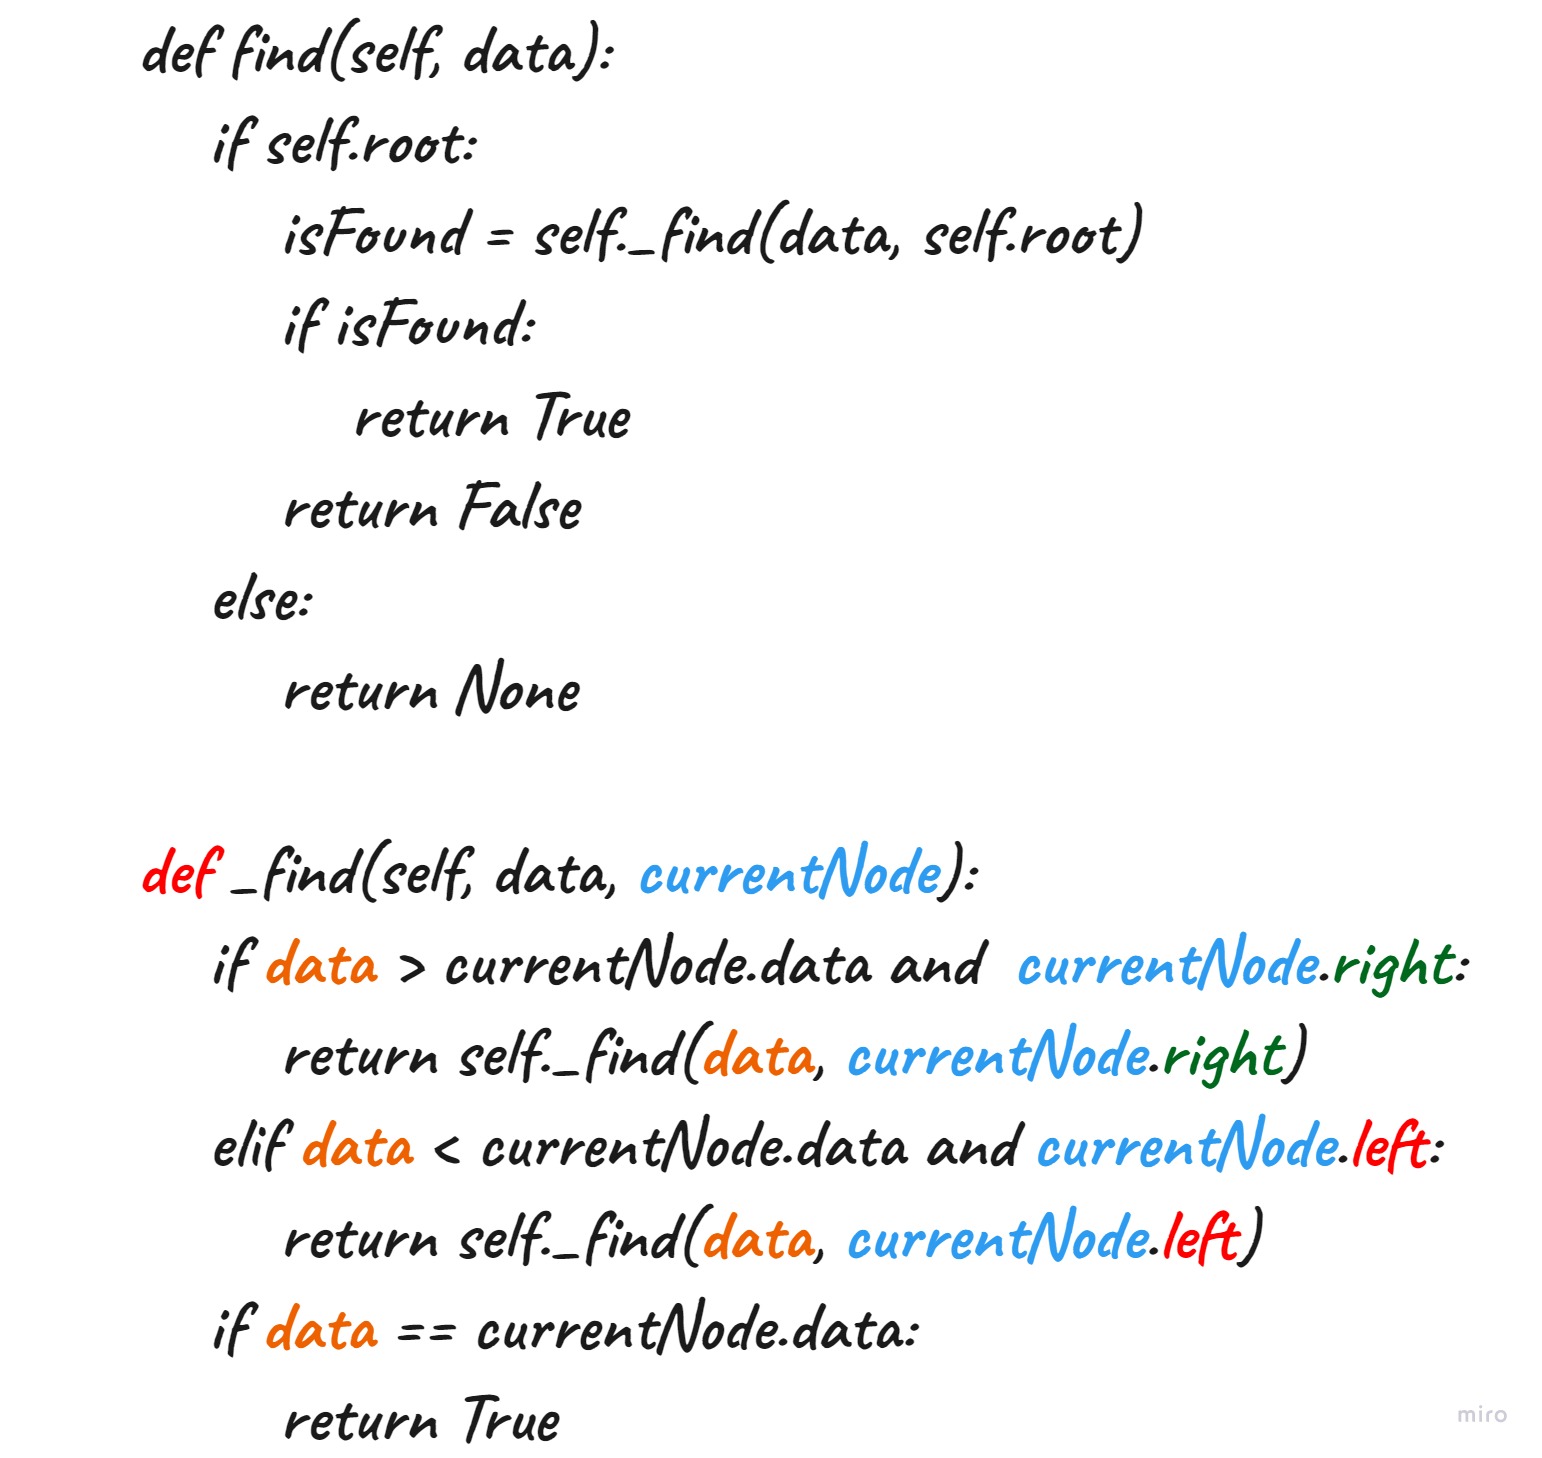 def find(self, data):
if self.root:
isFound = self._find(data, self.root)
if isFound:
return True
return False
else:
return None
def _find(self, data, currentNode):
if data > currentNode.data and currentNode.right:
return self._find(data, currentNode.right)
elif data < currentNode.data and currentNode.left:
return self._find(data, currentNode.left)
if data == currentNode.data:
return True
miro